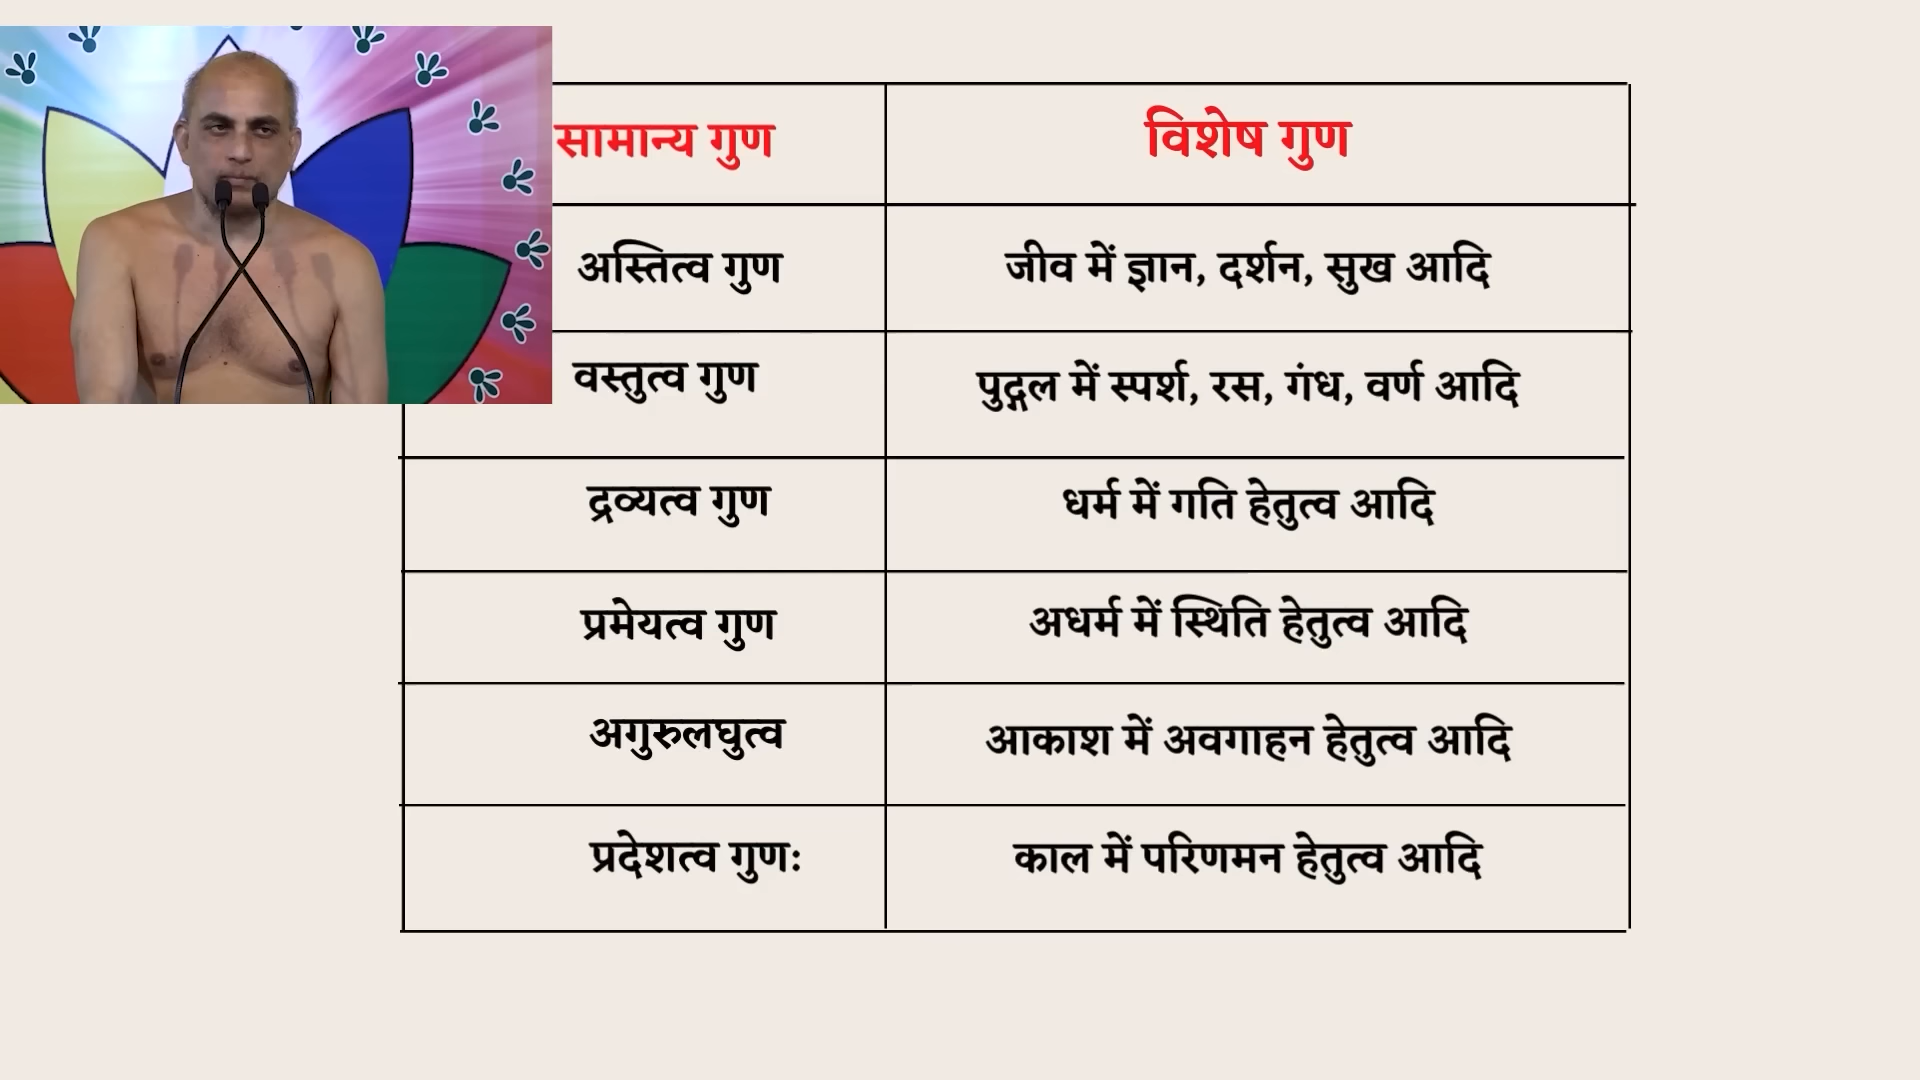 सामान्य गुण विशेष गुण
अस्तित्व गुण जीव में ज्ञान, दर्शन, सुख आदि
वस्तुत्व गुण पुद्गल में स्पर्श, रस, गंध, वर्ण आदि
द्रव्यत्व गुण धर्म में गति हेतुत्व आदि
प्रमेयत्व गुण अधर्म में स्थिति हेतुत्व आदि
अगुरुलघुत्व आकाश में अवगाहन हेतुत्व आदि
प्रदेशत्व गुण: काल में परिणमन हेतुत्व आदि